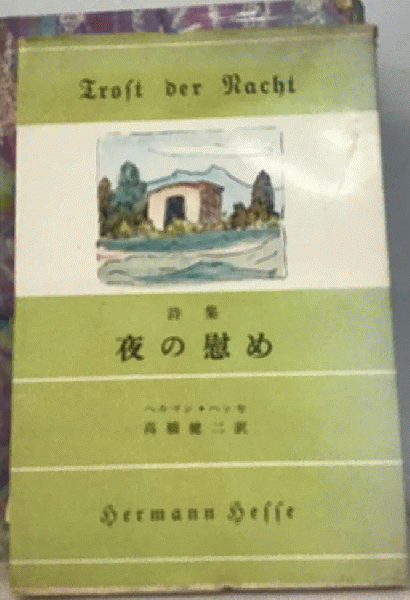 Troſt der Nacht
詩集
夜の慰め
ヘルマン・ヘッセ
高橋健二訳
Hermann Heſſe